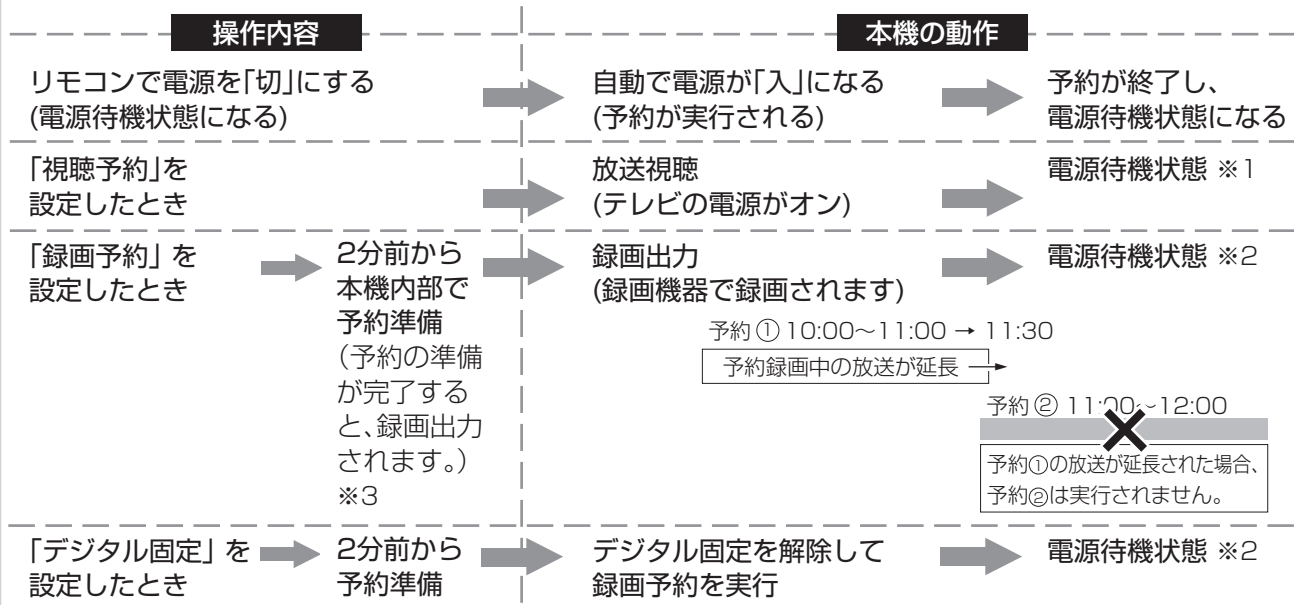 操作内容
本機の動作
リモコンで電源を｢切｣にする
(電源待機状態になる)
自動で電源が｢入｣になる
(予約が実行される)
予約が終了し、
電源待機状態になる
｢視聴予約｣を
設定したとき
放送視聴
(テレビの電源がオン)
電源待機状態 ※1
｢録画予約｣ を
設定したとき
2分前から
本機内部で
予約準備
（予約の準備
が完了する
と、録画出力
されます。）
※3
録画出力
(録画機器で録画されます)
電源待機状態 ※2
予約 ① 10:00～11:00 → 11:30
予約録画中の放送が延長 →
予約 ② 11:00～12:00
予約①の放送が延長された場合、
予約②は実行されません。
｢デジタル固定｣ を
設定したとき
2分前から
予約準備
デジタル固定を解除して
録画予約を実行
電源待機状態 ※2